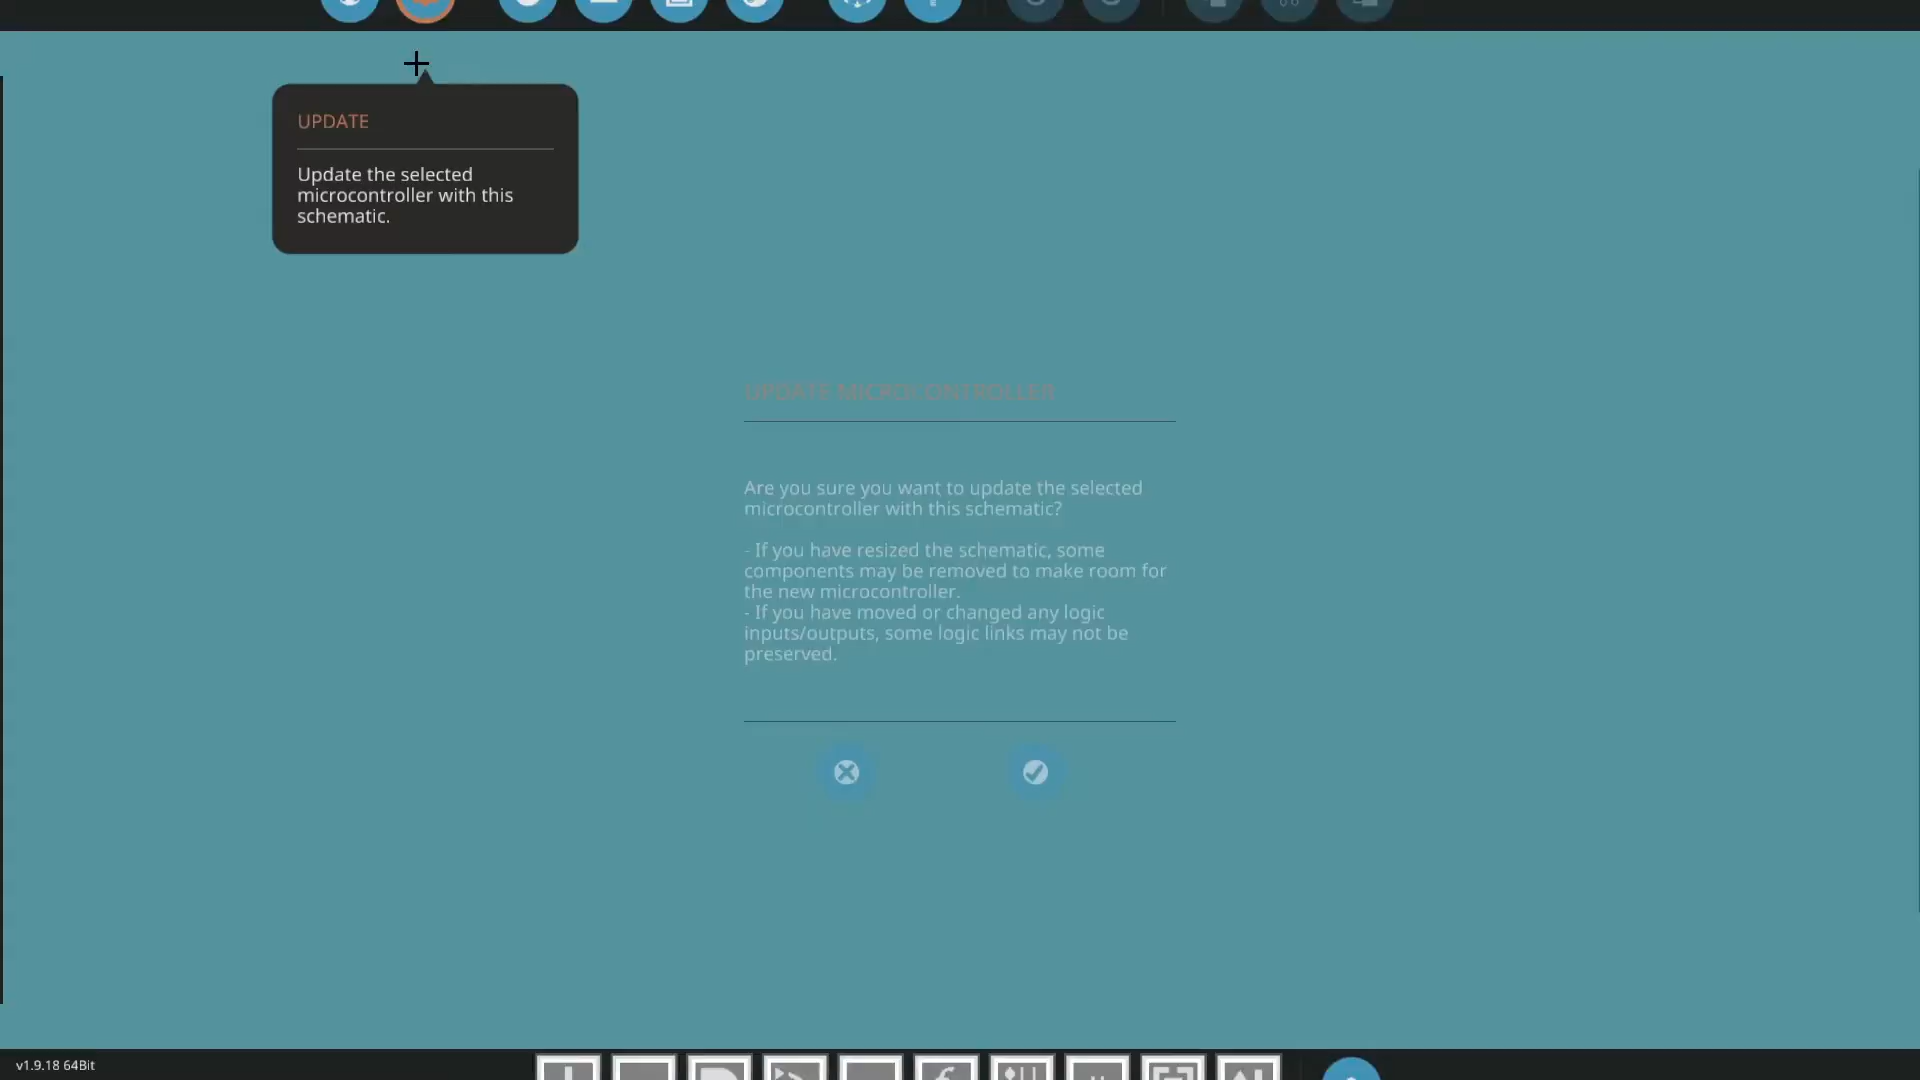 UPDATE
Update the selected
microcontroller with this
schematic.
UPDATE MICROCONTROLLER
Are you sure you want to update the selected
microcontroller with this schematic?
- If you have resized the schematic, some
components may be removed to make room for
the new microcontroller.
- If you have moved or changed any logic
inputs/outputs, some logic links may not be
preserved.
v1.9.18 64Bit